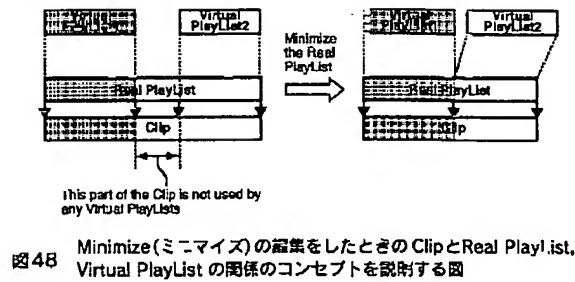 Virtual
PlayList2
Minimize
the Real
PlayList
Virtual
PlayList2
Real PlayList
Real PlayList
Clip
Clip
This part of the Clip is not used by
any Virtual PlayLists
図48
Minimize(ミニマイズ)の編集をしたときの ClipとReal PlayList,
Virtual PlayList の関係のコンセプトを説明する図